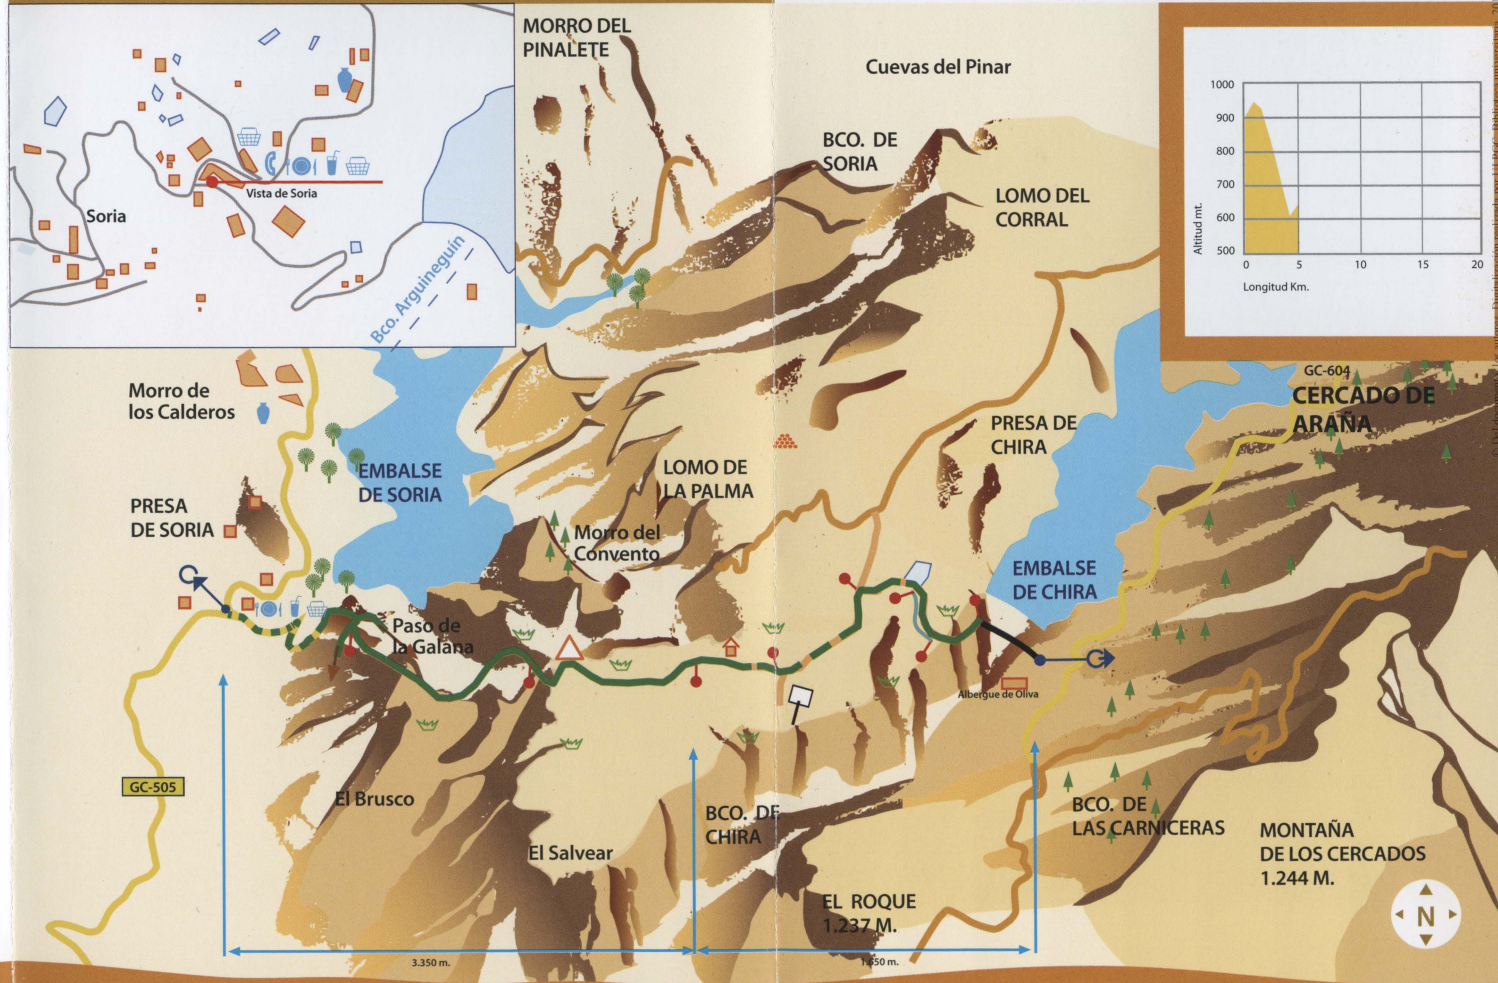 Soria
Vista de Soria
Bco. Arguineguín
MORRO DEL
PINALETE
Cuevas del Pinar
BCO. DE
SORIA
LOMO DEL
CORRAL
1000
900
800
700
600
500
Altitud mt.
0
5
10
15
20
Longitud Km.
GC-604
CERCADO DE
ARAÑA
Morro de
los Calderos
EMBALSE
DE SORIA
PRESA
DE SORIA
LOMO DE
LA PALMA
Morro del
Convento
PRESA DE
CHIRA
EMBALSE
DE CHIRA
Paso de
la Galana
Albergue de Oliva
GC-505
El Brusco
El Salvear
BCO. DE
CHIRA
BCO. DE
LAS CARNICERAS
MONTAÑA
DE LOS CERCADOS
1.244 M.
EL ROQUE
1.237 M.
N
3.350 m.
1.650 m.